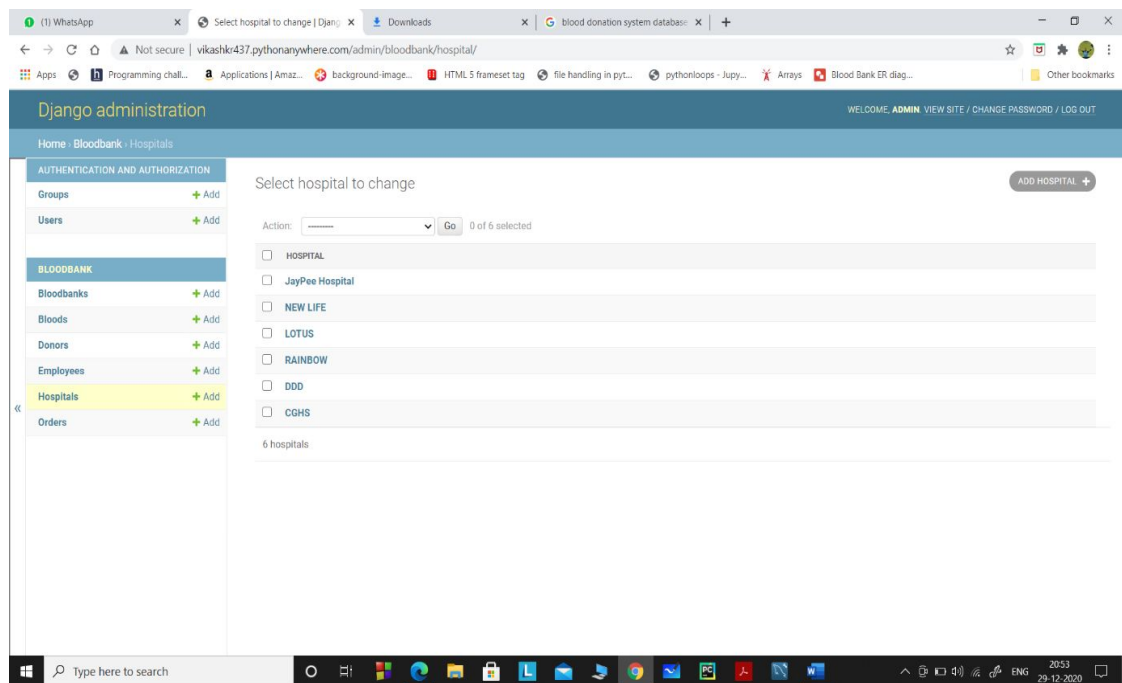 (1) WhatsApp
Select hospital to change | Djang
Downloads
blood donation system database
Not secure | vikashkr437.pythonanywhere.com/admin/bloodbank/hospital/
Apps
Programming chall...
Applications | Amaz...
background-image...
HTML 5 frameset tag
file handling in pyt...
pythonloops - Jupy...
Arrays
Blood Bank ER diag...
Other bookmarks
Django administration
WELCOME, ADMIN. VIEW SITE / CHANGE PASSWORD / LOG OUT
Home › Bloodbank › Hospitals
AUTHENTICATION AND AUTHORIZATION
Groups + Add
Users + Add
BLOODBANK
Bloodbanks + Add
Bloods + Add
Donors + Add
Employees + Add
Hospitals + Add
Orders + Add
«
Select hospital to change
ADD HOSPITAL +
Action: --------- Go 0 of 6 selected
HOSPITAL
JayPee Hospital
NEW LIFE
LOTUS
RAINBOW
DDD
CGHS
6 hospitals
Type here to search
L
PC
W
ENG
20:53
29-12-2020